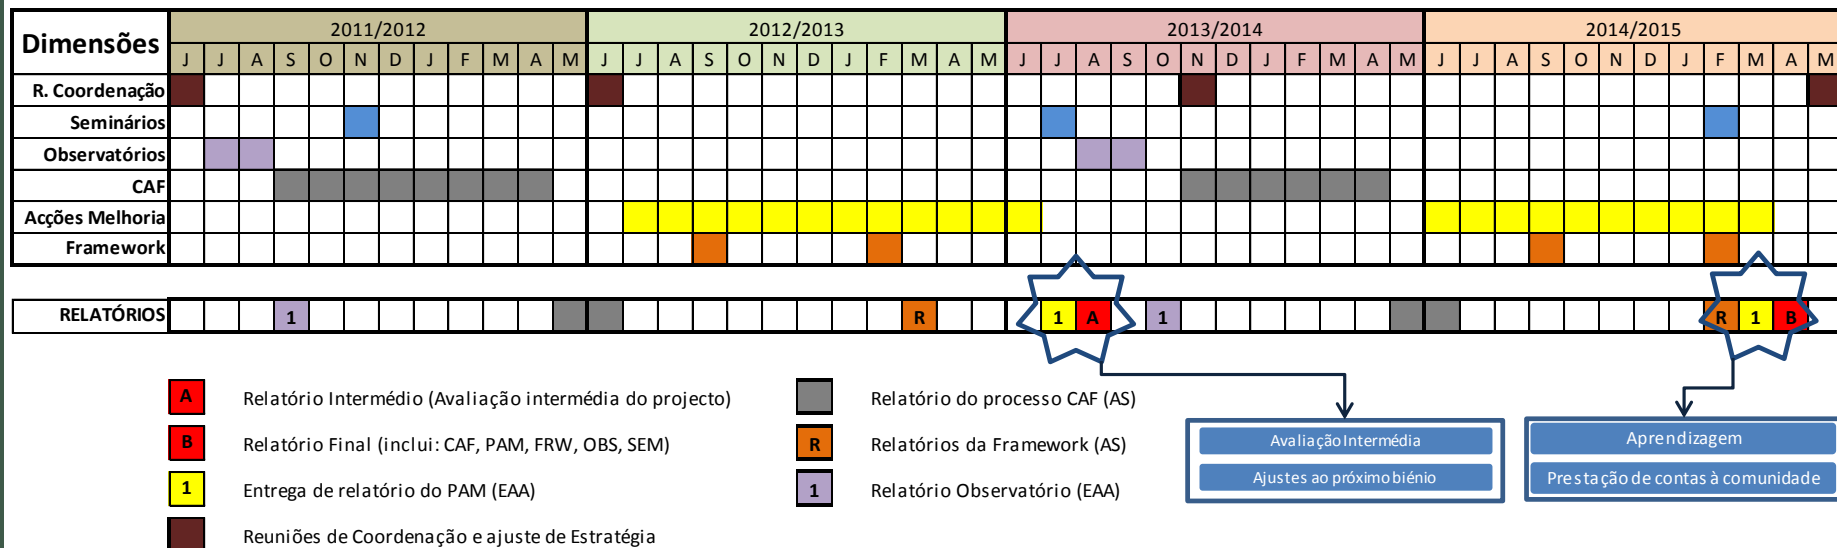 Dimensões 2011/2012 2012/2013 2013/2014 2014/2015
J J A S O N D J F M A M J J A S O N D J F M A M J J A S O N D J F M A M J J A S O N D J F M A M
R. Coordenação
Seminários
Observatórios
CAF
Acções Melhoria
Framework
RELATÓRIOS 1 R 1 A 1 R 1 B
A Relatório Intermédio (Avaliação intermédia do projecto)
B Relatório Final (inclui: CAF, PAM, FRW, OBS, SEM)
1 Entrega de relatório do PAM (EAA)
Reuniões de Coordenação e ajuste de Estratégia
Relatório do processo CAF (AS)
R Relatórios da Framework (AS)
1 Relatório Observatório (EAA)
Avaliação Intermédia
Ajustes ao próximo biénio
Aprendizagem
Prestação de contas à comunidade